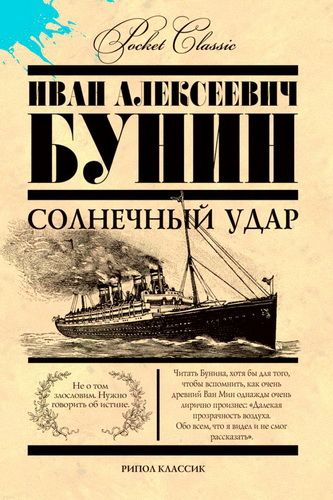 Pocket Classic
ИВАН АЛЕКСЕЕВИЧ
БУНИН
СОЛНЕЧНЫЙ УДАР
Не о том
злословим. Нужно
говорить об истине.
Читать Бунина, хотя бы для того,
чтобы вспомнить, как очень
древний Ван Мин однажды очень
лирично произнес: «Далекая
прозрачность воздуха.
Обо всем, что я видел и не смог
рассказать».
РИПОЛ КЛАССИК